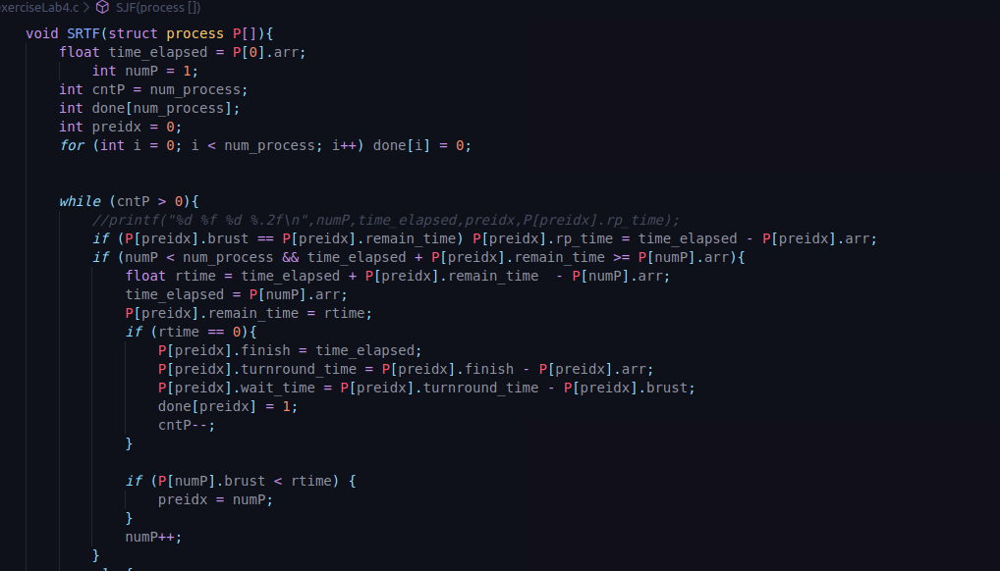 exerciseLab4.c > SJF(process [])
void SRTF(struct process P[]){
    float time_elapsed = P[0].arr;
        int numP = 1;
    int cntP = num_process;
    int done[num_process];
    int preidx = 0;
    for (int i = 0; i < num_process; i++) done[i] = 0;
    while (cntP > 0){
        //printf("%d %f %d %.2f\n",numP,time_elapsed,preidx,P[preidx].rp_time);
        if (P[preidx].brust == P[preidx].remain_time) P[preidx].rp_time = time_elapsed - P[preidx].arr;
        if (numP < num_process && time_elapsed + P[preidx].remain_time >= P[numP].arr){
            float rtime = time_elapsed + P[preidx].remain_time  - P[numP].arr;
            time_elapsed = P[numP].arr;
            P[preidx].remain_time = rtime;
            if (rtime == 0){
                P[preidx].finish = time_elapsed;
                P[preidx].turnround_time = P[preidx].finish - P[preidx].arr;
                P[preidx].wait_time = P[preidx].turnround_time - P[preidx].brust;
                done[preidx] = 1;
                cntP--;
            }
            if (P[numP].brust < rtime) {
                preidx = numP;
            }
            numP++;
        }